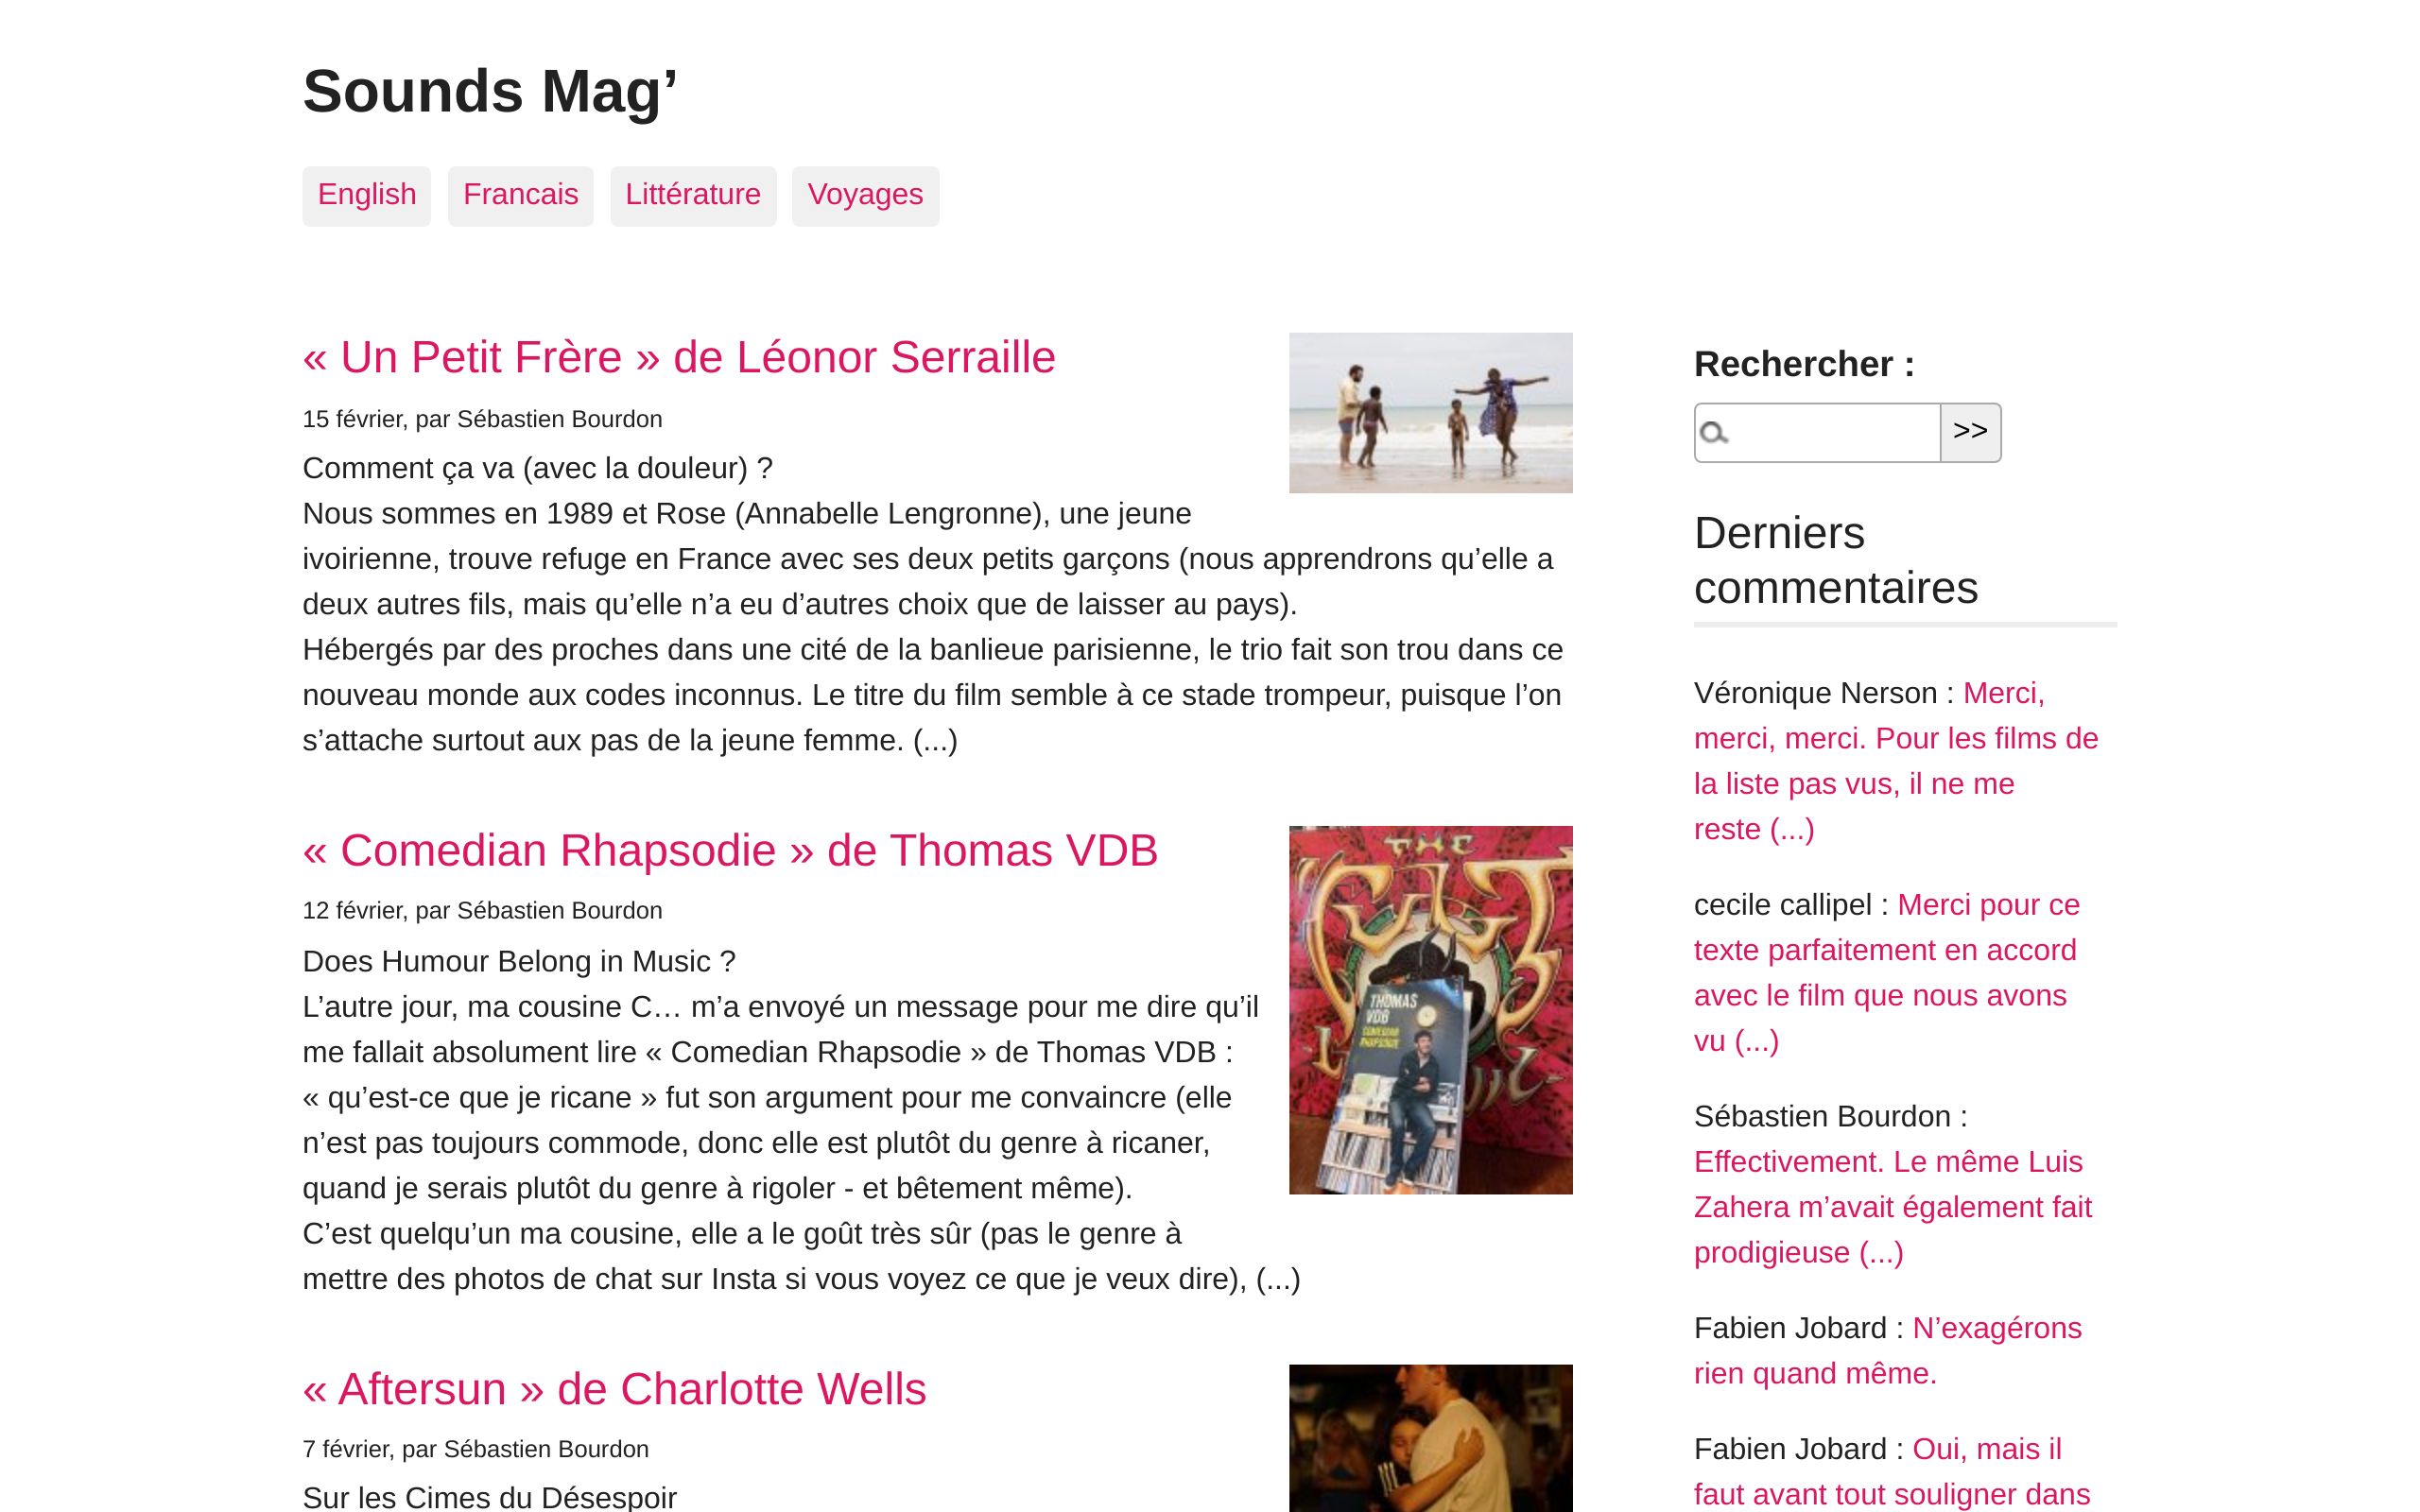 Sounds Mag’
English Francais Littérature Voyages
« Un Petit Frère » de Léonor Serraille
15 février, par Sébastien Bourdon
Comment ça va (avec la douleur) ?
Nous sommes en 1989 et Rose (Annabelle Lengronne), une jeune
ivoirienne, trouve refuge en France avec ses deux petits garçons (nous apprendrons qu’elle a
deux autres fils, mais qu’elle n’a eu d’autres choix que de laisser au pays).
Hébergés par des proches dans une cité de la banlieue parisienne, le trio fait son trou dans ce
nouveau monde aux codes inconnus. Le titre du film semble à ce stade trompeur, puisque l’on
s’attache surtout aux pas de la jeune femme. (...)
« Comedian Rhapsodie » de Thomas VDB
12 février, par Sébastien Bourdon
Does Humour Belong in Music ?
L’autre jour, ma cousine C… m’a envoyé un message pour me dire qu’il
me fallait absolument lire « Comedian Rhapsodie » de Thomas VDB :
« qu’est-ce que je ricane » fut son argument pour me convaincre (elle
n’est pas toujours commode, donc elle est plutôt du genre à ricaner,
quand je serais plutôt du genre à rigoler - et bêtement même).
C’est quelqu’un ma cousine, elle a le goût très sûr (pas le genre à
mettre des photos de chat sur Insta si vous voyez ce que je veux dire), (...)
THE
CULT
THOMAS
VDB
COMEDIAN
RHAPSODIE
« Aftersun » de Charlotte Wells
7 février, par Sébastien Bourdon
Sur les Cimes du Désespoir
Rechercher :
>>
Derniers
commentaires
Véronique Nerson : Merci,
merci, merci. Pour les films de
la liste pas vus, il ne me
reste (...)
cecile callipel : Merci pour ce
texte parfaitement en accord
avec le film que nous avons
vu (...)
Sébastien Bourdon :
Effectivement. Le même Luis
Zahera m’avait également fait
prodigieuse (...)
Fabien Jobard : N’exagérons
rien quand même.
Fabien Jobard : Oui, mais il
faut avant tout souligner dans